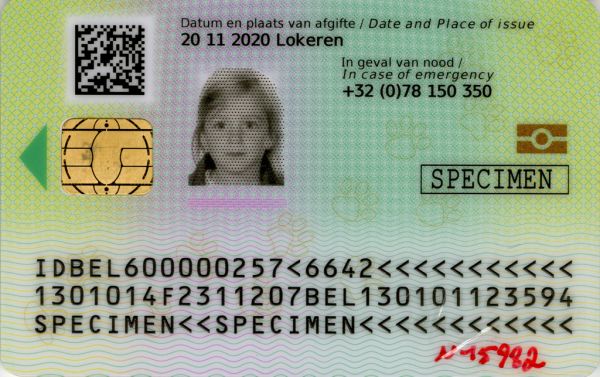 Datum en plaats van afgifte / Date and Place of issue
20 11 2020 Lokeren
In geval van nood /
In case of emergency
+32 (0)78 150 350
SPECIMEN
IDBEL600000257<6642<<<<<<<<<<<
1301014F2311207BEL130101123594
SPECIMEN<<SPECIMEN<<<<<<<<<<<<
N°15982